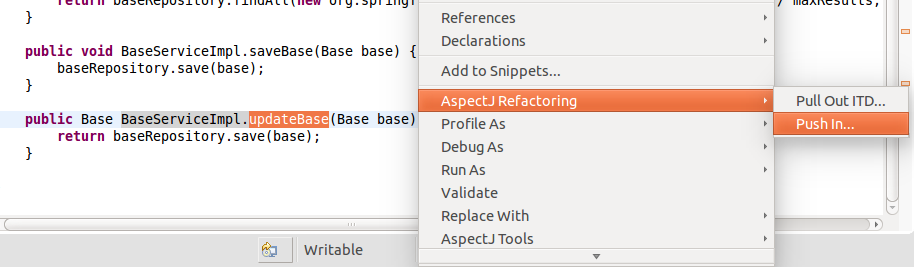 return baseRepository.findAll(new org.spring
/ maxResults,
}
public void BaseServiceImpl.saveBase(Base base) {
baseRepository.save(base);
}
public Base BaseServiceImpl.updateBase(Base base)
return baseRepository.save(base);
}
References
Declarations
Add to Snippets...
AspectJ Refactoring
Profile As
Debug As
Run As
Validate
Replace With
AspectJ Tools
Pull Out ITD...
Push In...
Writable